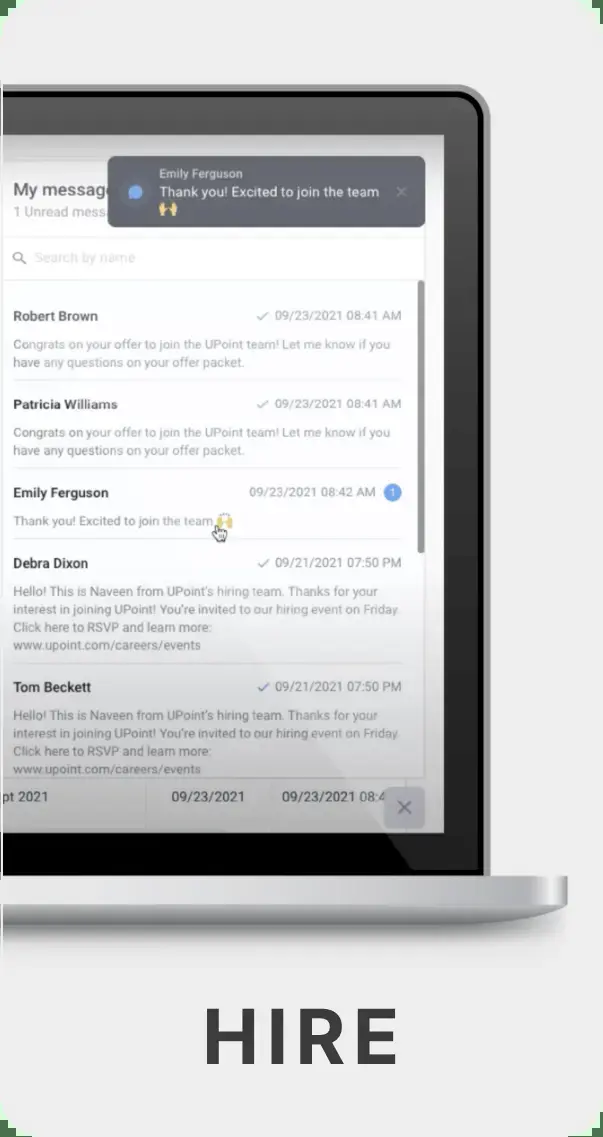 Emily Ferguson
Thank you! Excited to join the team
🙌
My message
1 Unread mess
Search by name
Robert Brown ✓ 09/23/2021 08:41 AM
Congrats on your offer to join the UPoint team! Let me know if you
have any questions on your offer packet.
Patricia Williams ✓ 09/23/2021 08:41 AM
Congrats on your offer to join the UPoint team! Let me know if you
have any questions on your offer packet.
Emily Ferguson 09/23/2021 08:42 AM 1
Thank you! Excited to join the team 🙌
Debra Dixon ✓ 09/21/2021 07:50 PM
Hello! This is Naveen from UPoint's hiring team. Thanks for your
interest in joining UPoint! You're invited to our hiring event on Friday.
Click here to RSVP and learn more:
www.upoint.com/careers/events
Tom Beckett ✓ 09/21/2021 07:50 PM
Hello! This is Naveen from UPoint's hiring team. Thanks for your
interest in joining UPoint! You're invited to our hiring event on Friday.
Click here to RSVP and learn more:
www.upoint.com/careers/events
pt 2021 09/23/2021 09/23/2021 08:4
HIRE